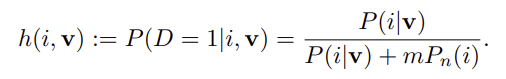 h(i, v) := P(D = 1|i, v) = P(i|v) / P(i|v) + mP_n(i) .